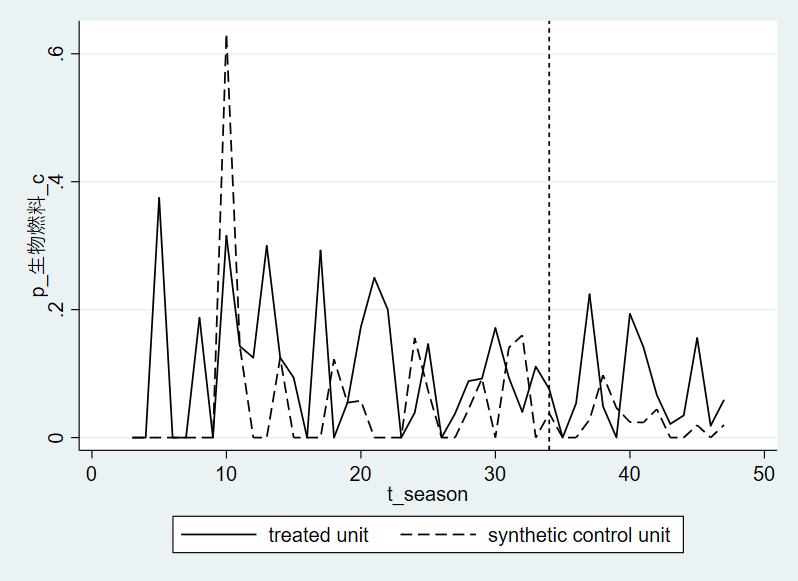 p_生物燃料_c
.6
.4
.2
0
0 10 20 30 40 50
t_season
treated unit synthetic control unit